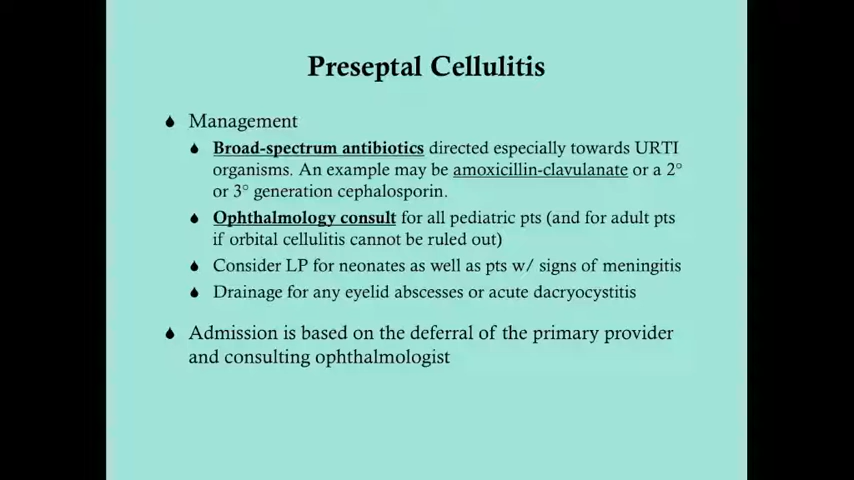 Preseptal Cellulitis
Management
Broad-spectrum antibiotics directed especially towards URTI
organisms. An example may be amoxicillin-clavulanate or a 2°
or 3° generation cephalosporin.
Ophthalmology consult for all pediatric pts (and for adult pts
if orbital cellulitis cannot be ruled out)
Consider LP for neonates as well as pts w/ signs of meningitis
Drainage for any eyelid abscesses or acute dacryocystitis
Admission is based on the deferral of the primary provider
and consulting ophthalmologist